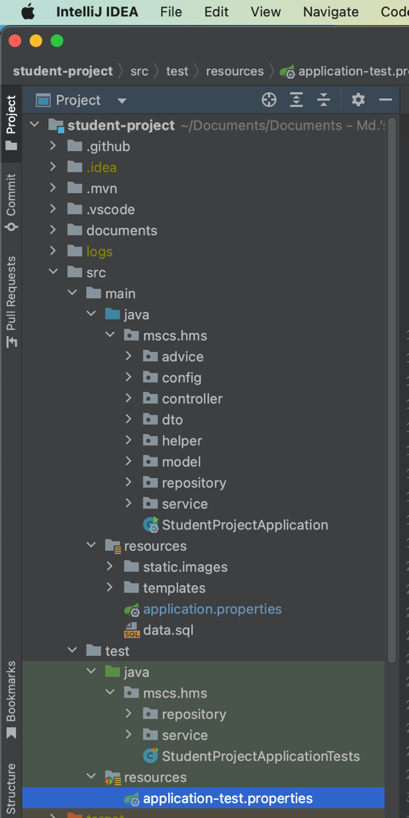 IntelliJ IDEA File Edit View Navigate Code
student-project src test resources application-test.pr
Project
student-project ~/Documents/Documents – Md.'s
.github
.idea
.mvn
.vscode
documents
logs
src
main
java
mscs.hms
advice
config
controller
dto
helper
model
repository
service
StudentProjectApplication
resources
static.images
templates
application.properties
SQL data.sql
test
java
mscs.hms
repository
service
StudentProjectApplicationTests
resources
application-test.properties
target
Project
Commit
Pull Requests
Bookmarks
Structure